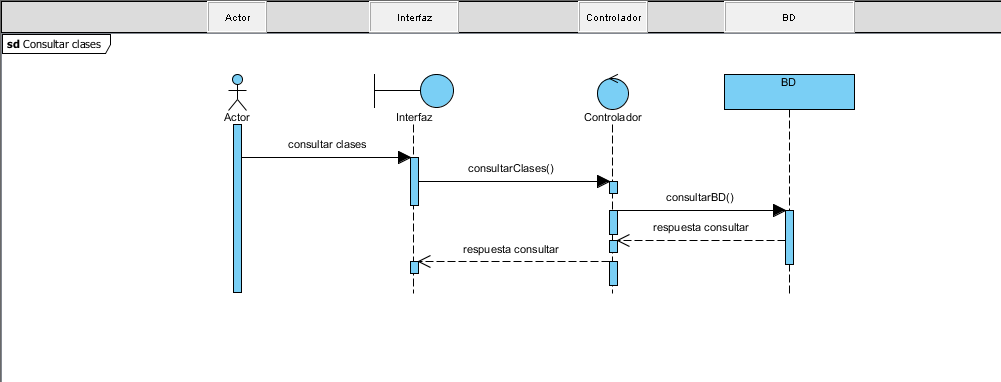 Actor
Interfaz
Controlador
BD
sd Consultar clases
BD
Actor
Interfaz
Controlador
consultar clases
consultarClases()
consultarBD()
respuesta consultar
respuesta consultar